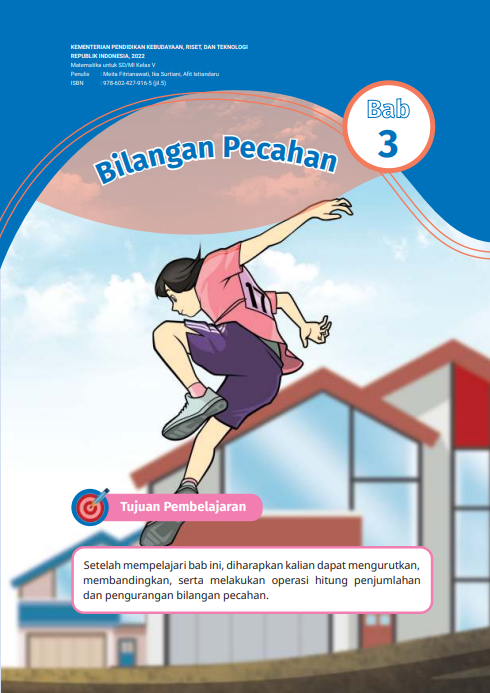 KEMENTERIAN PENDIDIKAN KEBUDAYAAN, RISET, DAN TEKNOLOGI
REPUBLIK INDONESIA, 2022
Matematika untuk SD/MI Kelas V
Penulis : Meita Fitrianawati, Ika Surtiani, Afit Istiandaru
ISBN : 978-602-427-916-5 (jil.5)
Bab
3
Bilangan Pecahan
17
Tujuan Pembelajaran
Setelah mempelajari bab ini, diharapkan kalian dapat mengurutkan,
membandingkan, serta melakukan operasi hitung penjumlahan
dan pengurangan bilangan pecahan.